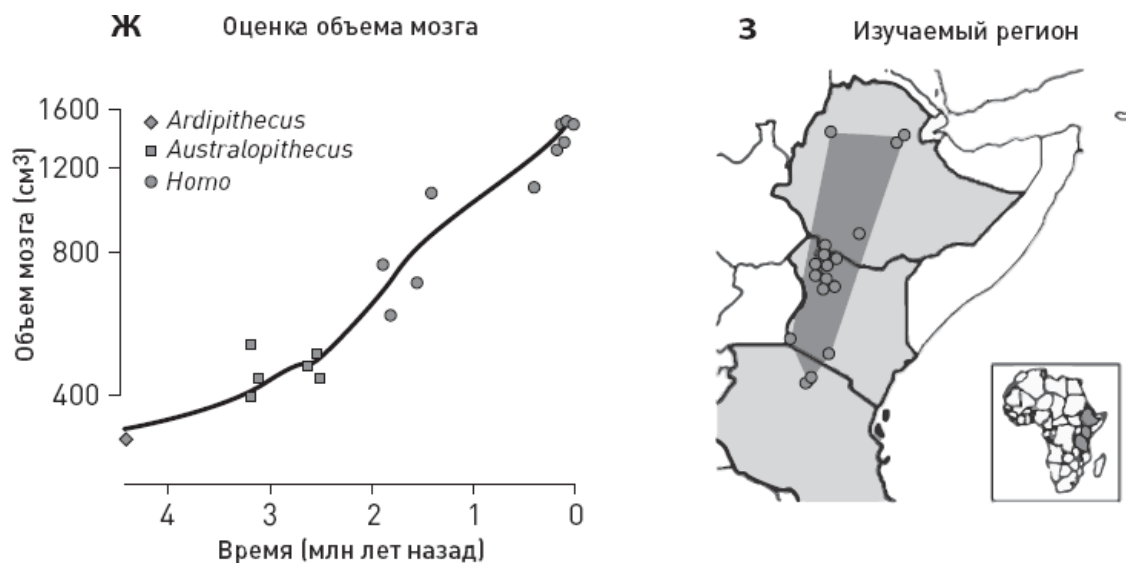 Ж Оценка объема мозга
Объем мозга (см³)
1600
1200
800
400
Ardipithecus
Australopithecus
Homo
4 3 2 1 0
Время (млн лет назад)
З Изучаемый регион